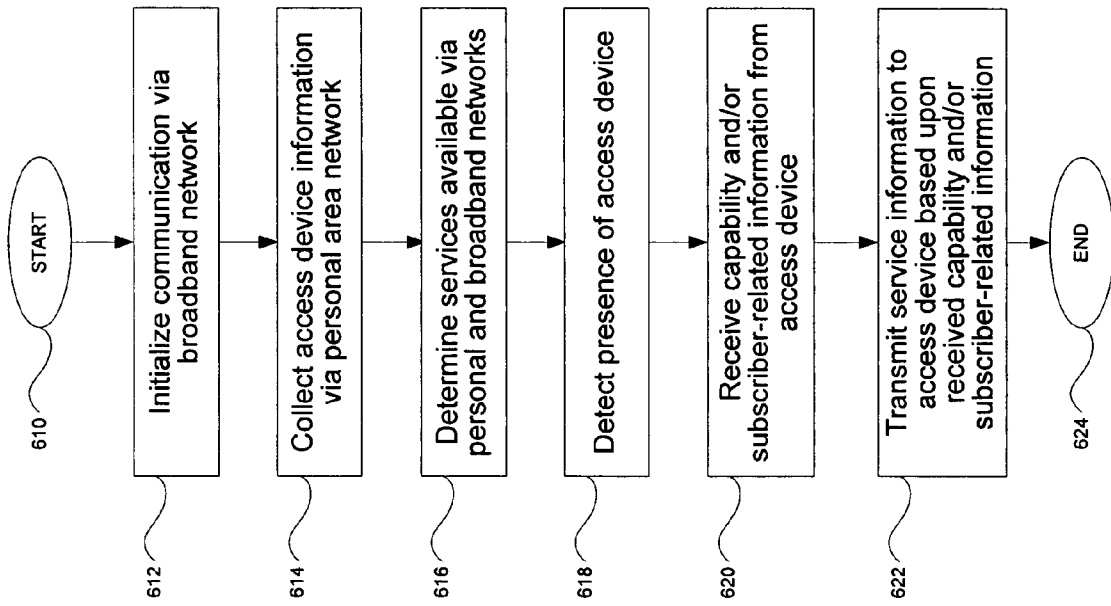 START
610
Initialize communication via
broadband network
612
Collect access device information
via personal area network
614
Determine services available via
personal and broadband networks
616
Detect presence of access device
618
Receive capability and/or
subscriber-related information from
access device
620
Transmit service information to
access device based upon
received capability and/or
subscriber-related information
622
END
624